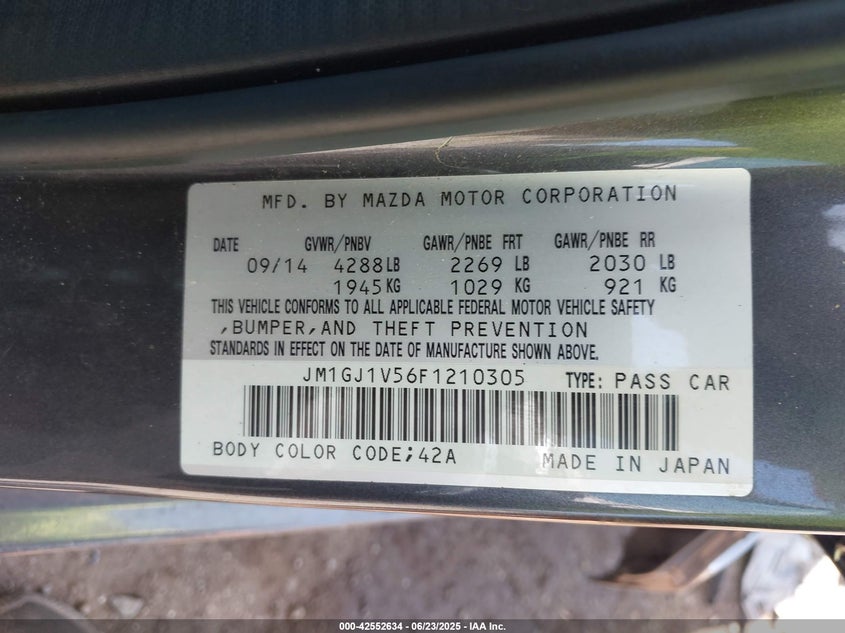 MFD. BY MAZDA MOTOR CORPORATION
DATE GVWR/PNBV GAWR/PNBE FRT GAWR/PNBE RR
09/14 4288LB 2269 LB 2030 LB
1945KG 1029 KG 921 KG
THIS VEHICLE CONFORMS TO ALL APPLICABLE FEDERAL MOTOR VEHICLE SAFETY
,BUMPER,AND THEFT PREVENTION
STANDARDS IN EFFECT ON THE DATE OF MANUFACTURE SHOWN ABOVE.
JM1GJ1V56F1210305 TYPE: PASS CAR
BODY COLOR CODE;42A MADE IN JAPAN
000-42552634 | 06/23/2025 | IAA Inc.